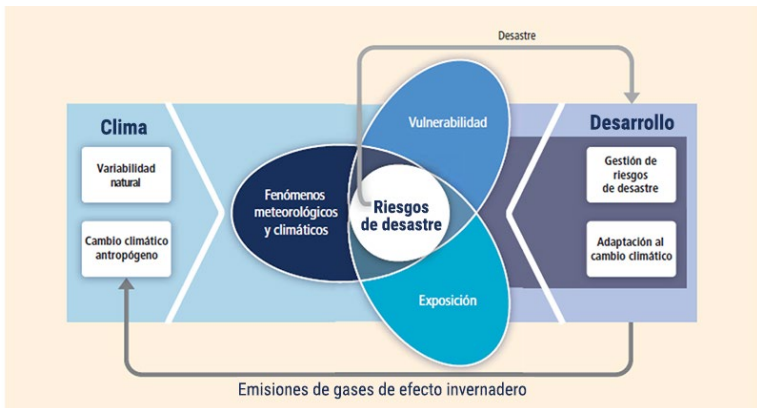 Desastre
Clima
Variabilidad
natural
Cambio climático
antropógeno
Fenómenos
meteorológicos
y climáticos
Vulnerabilidad
Riesgos
de desastre
Exposición
Desarrollo
Gestión de
riesgos
de desastre
Adaptación al
cambio climático
Emisiones de gases de efecto invernadero